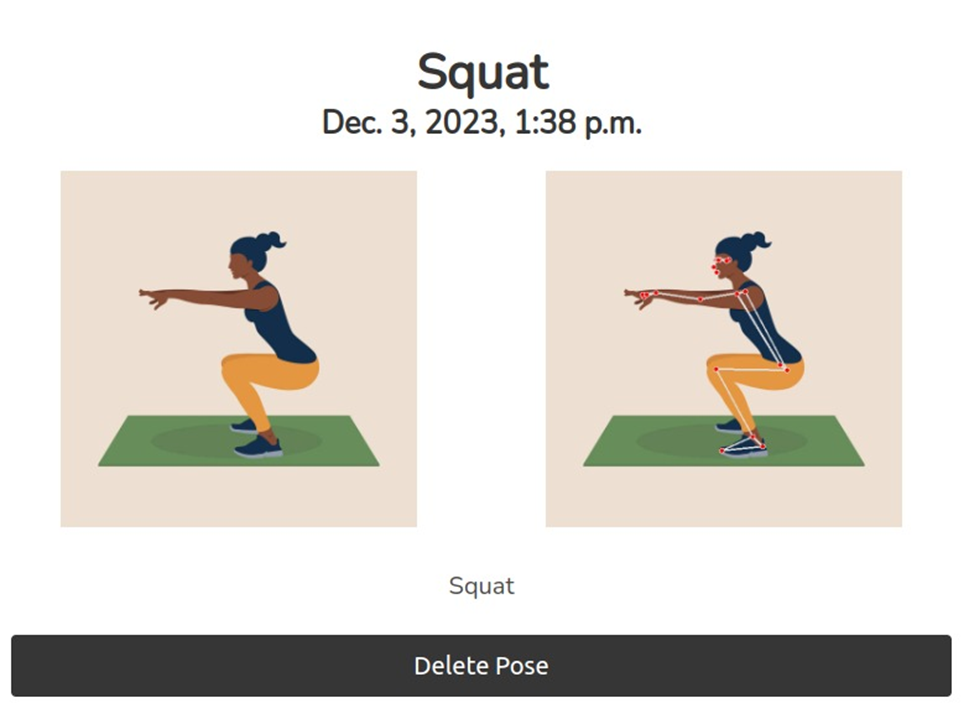 Squat
Dec. 3, 2023, 1:38 p.m.
Squat
Delete Pose